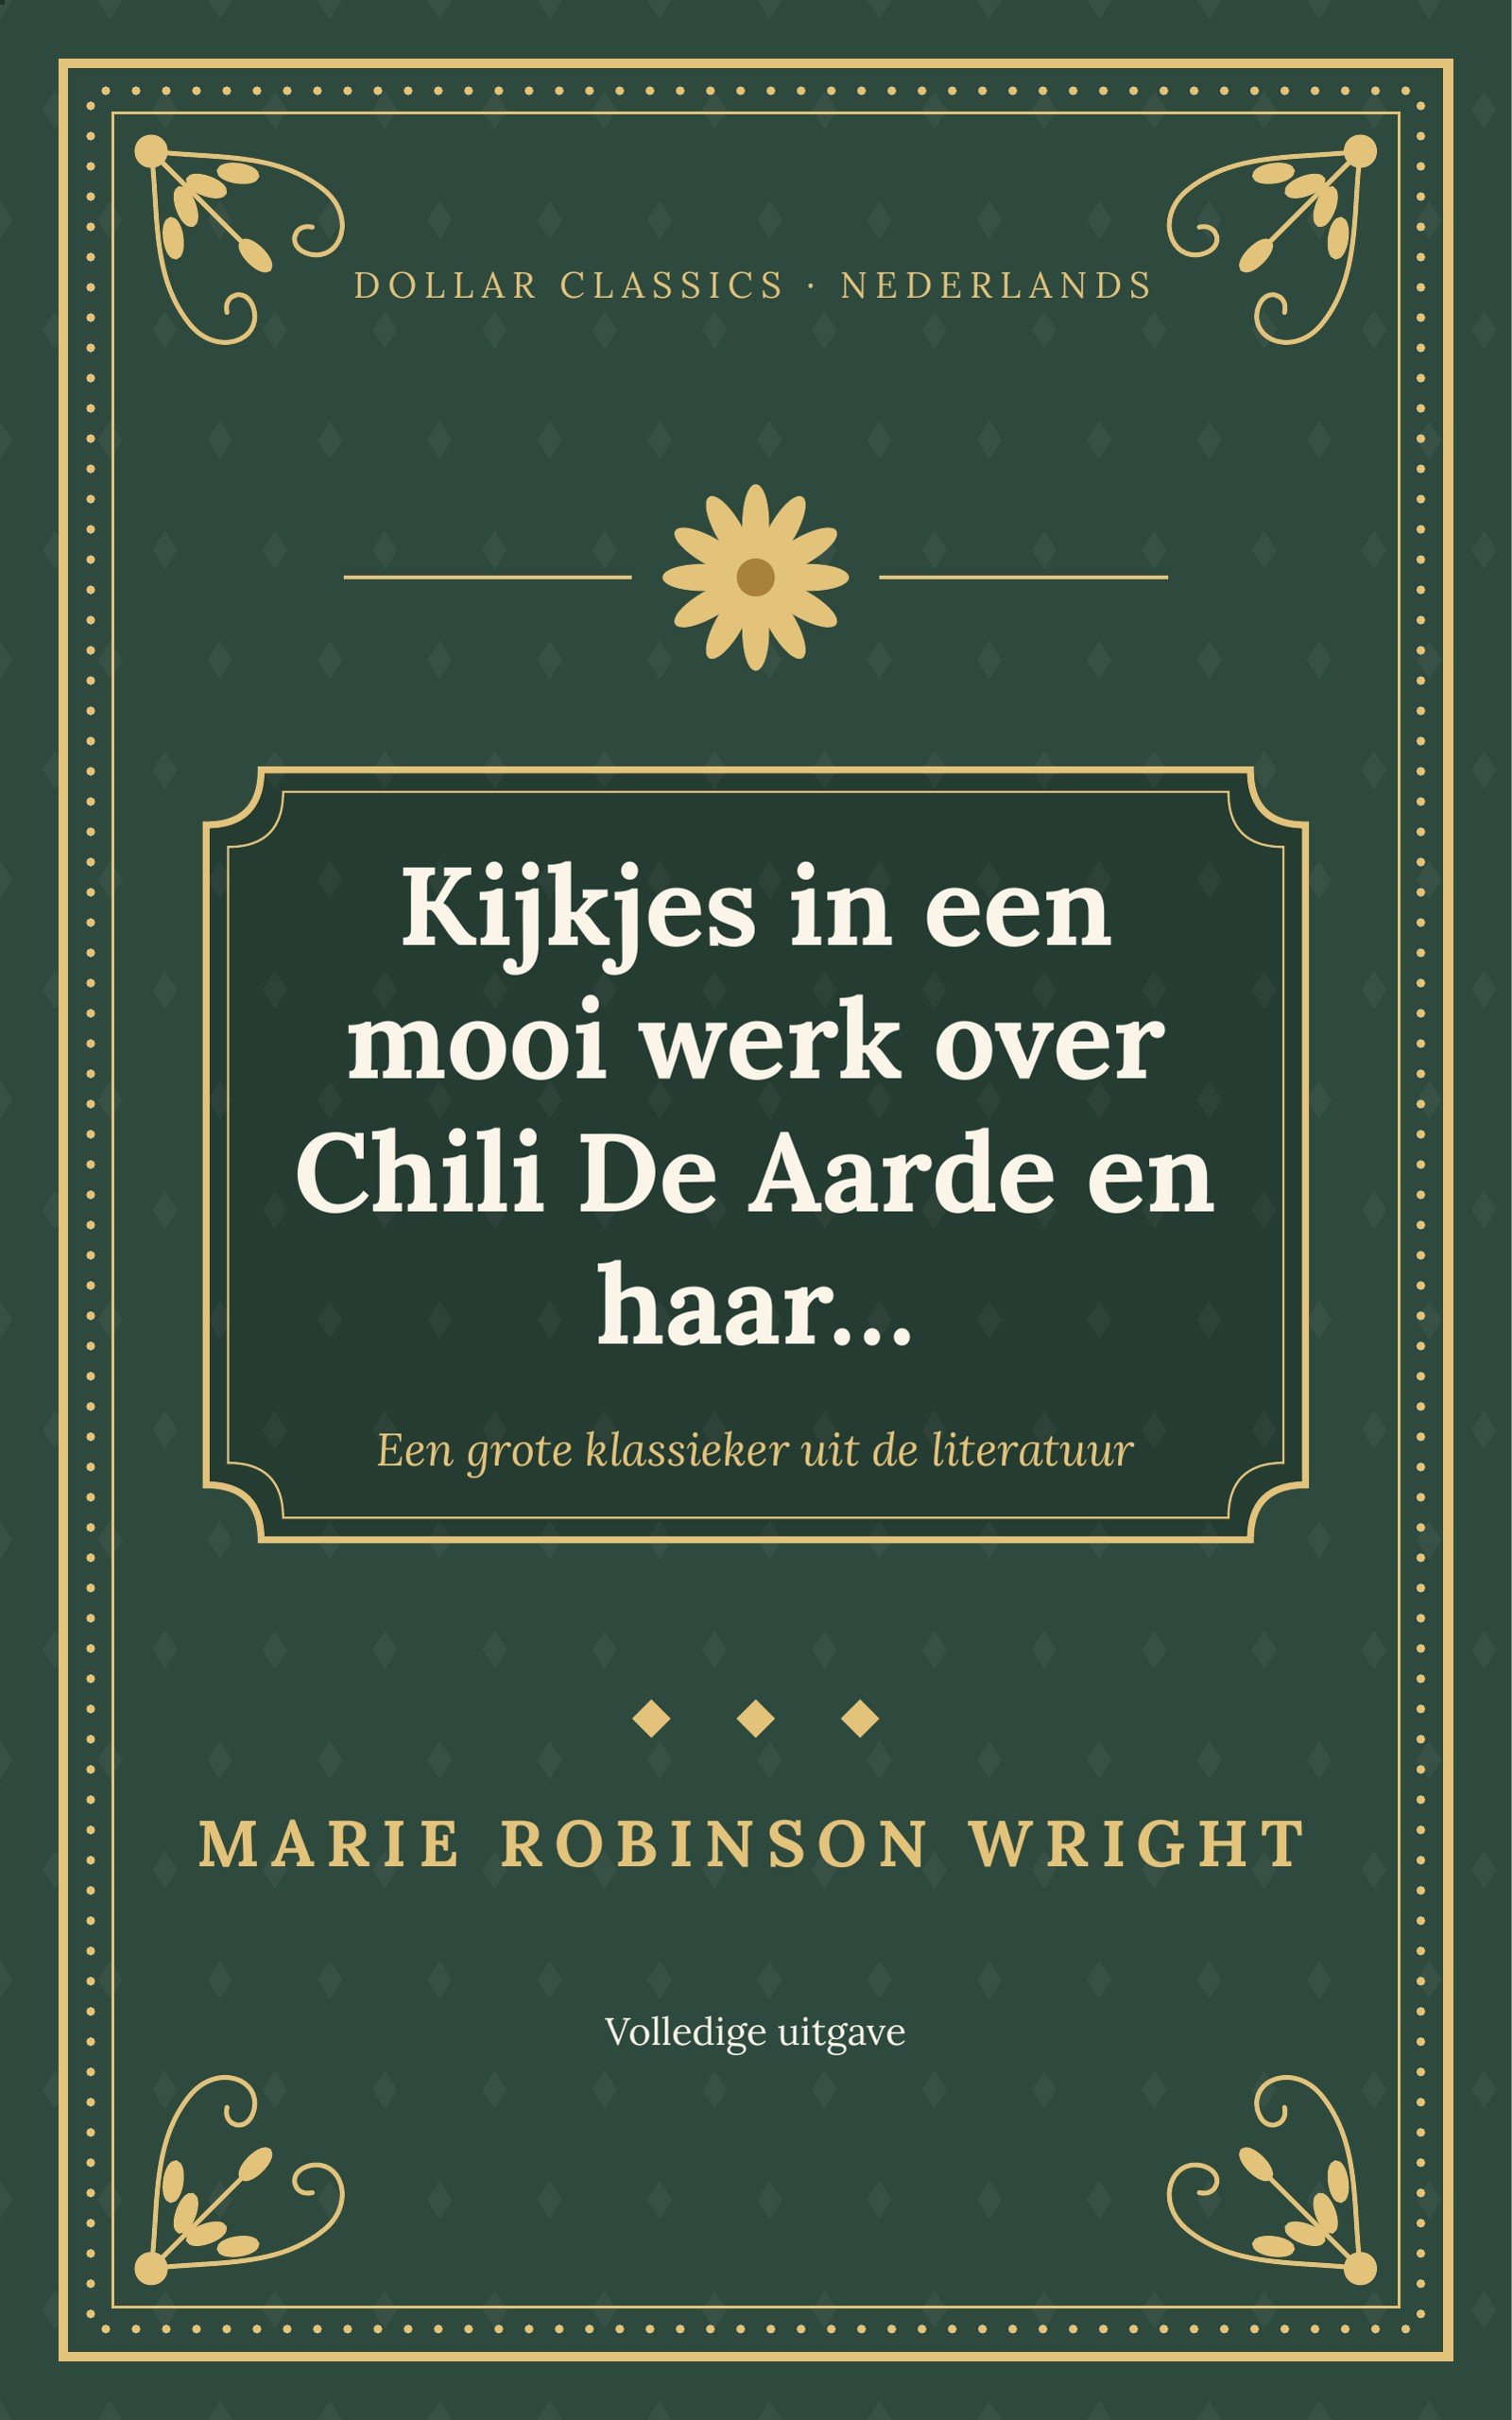 DOLLAR CLASSICS · NEDERLANDS
Kijkjes in een
mooi werk over
Chili De Aarde en
haar...
Een grote klassieker uit de literatuur
MARIE ROBINSON WRIGHT
Volledige uitgave